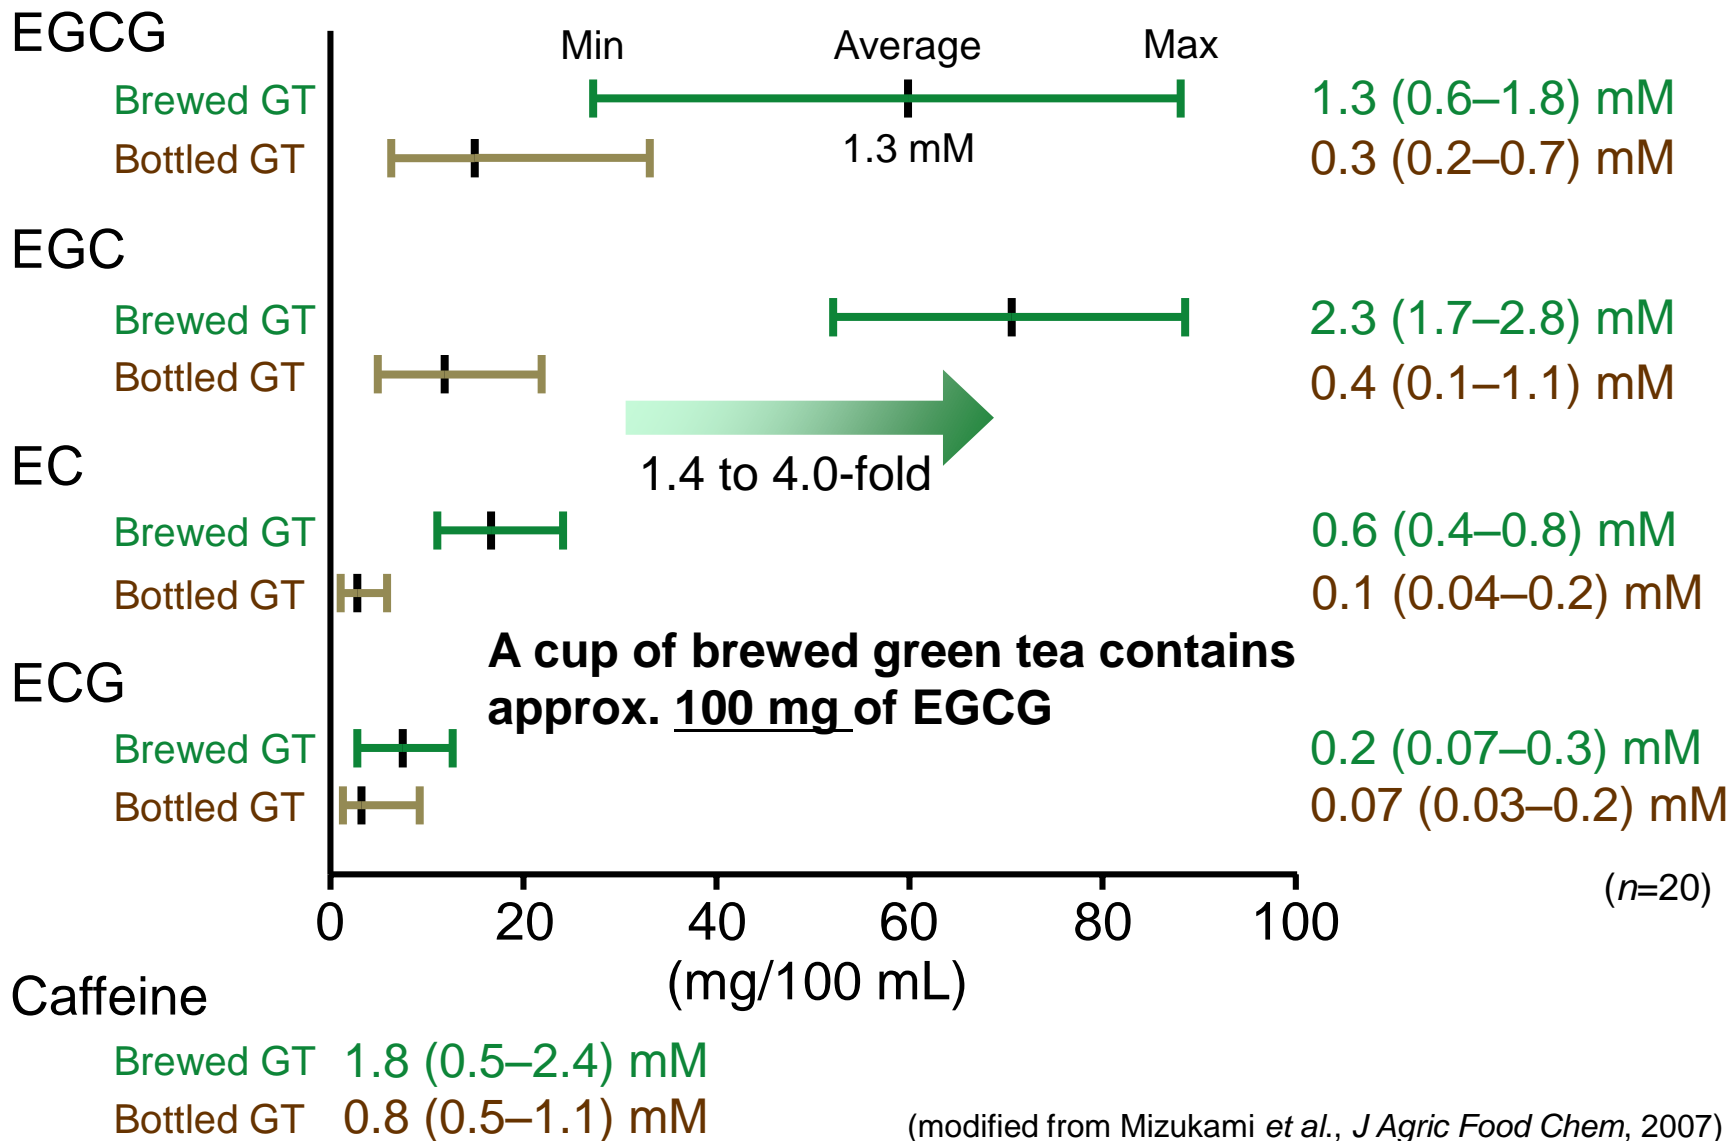 EGCG
Min Average Max
Brewed GT 1.3 (0.6–1.8) mM
1.3 mM
Bottled GT 0.3 (0.2–0.7) mM
EGC
Brewed GT 2.3 (1.7–2.8) mM
Bottled GT 0.4 (0.1–1.1) mM
EC
1.4 to 4.0-fold
Brewed GT 0.6 (0.4–0.8) mM
Bottled GT 0.1 (0.04–0.2) mM
A cup of brewed green tea contains
approx. 100 mg of EGCG
ECG
Brewed GT 0.2 (0.07–0.3) mM
Bottled GT 0.07 (0.03–0.2) mM
(n=20)
0 20 40 60 80 100
(mg/100 mL)
Caffeine
Brewed GT 1.8 (0.5–2.4) mM
Bottled GT 0.8 (0.5–1.1) mM
(modified from Mizukami et al., J Agric Food Chem, 2007)